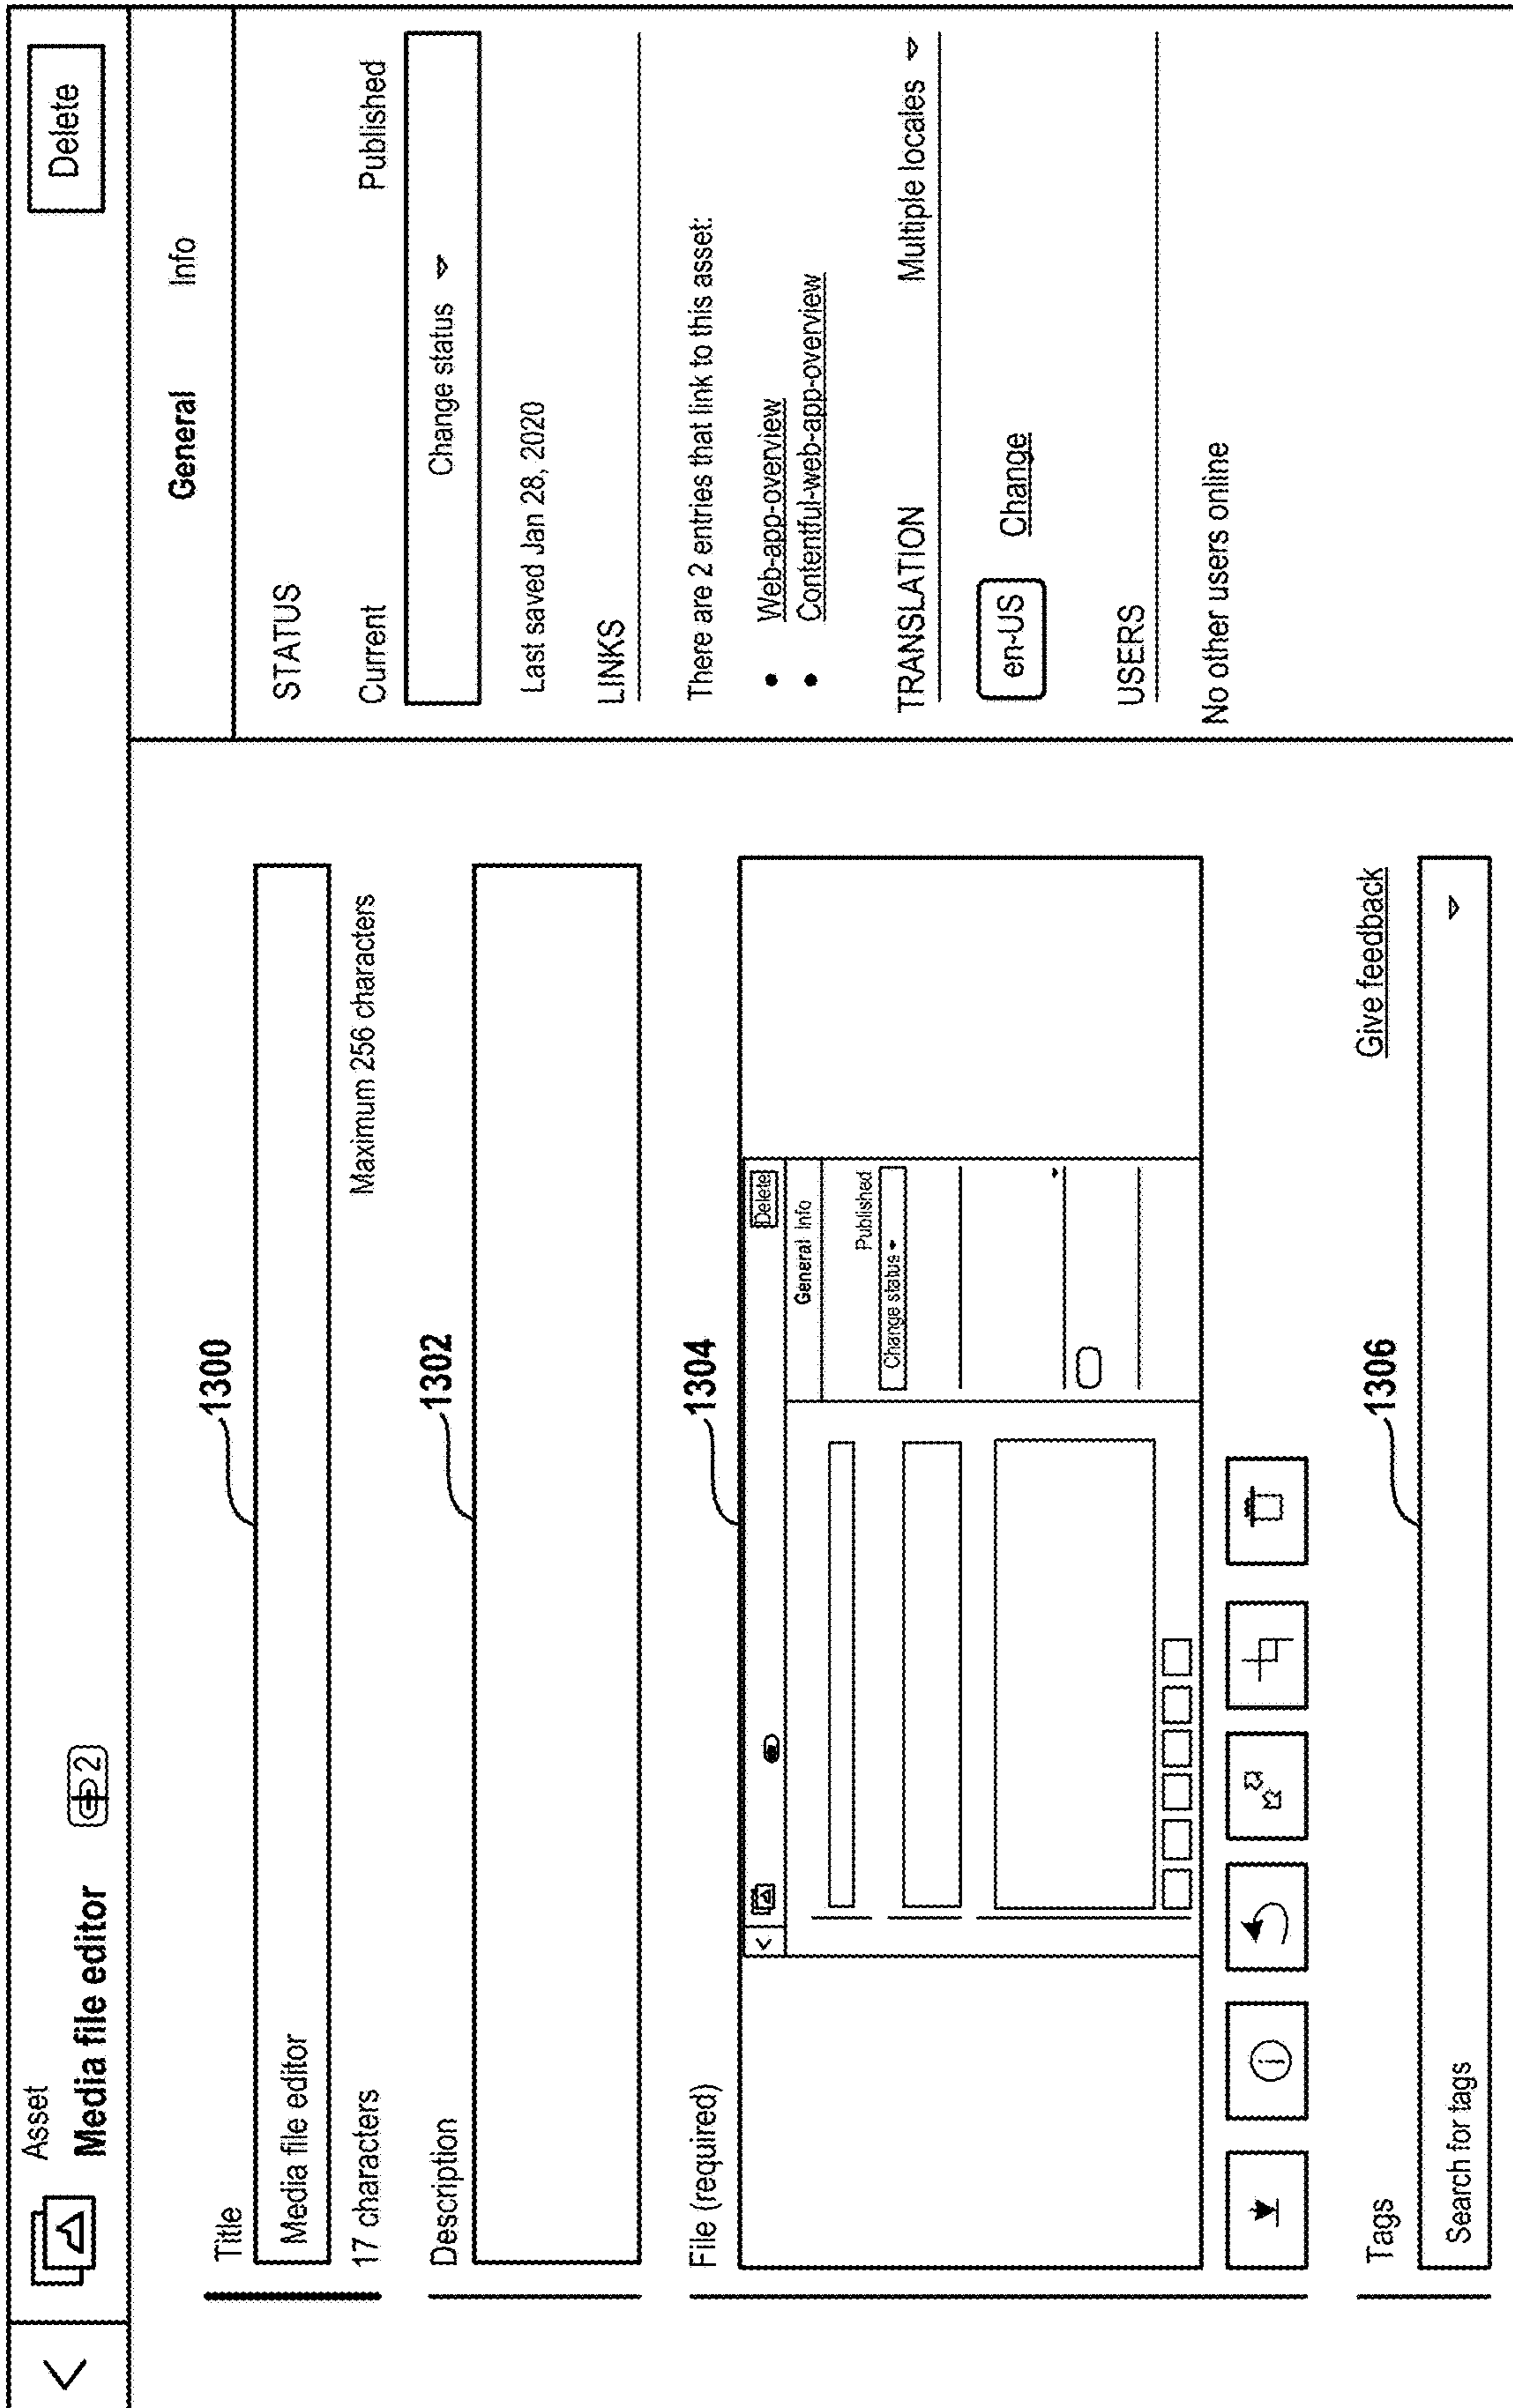 Asset
Media file editor
2
Delete
General Info
Title
1300
Media file editor
17 characters
Maximum 256 characters
Description
1302
File (required)
1304
Delete
General Info
Published
Change status
Tags
Give feedback
1306
Search for tags
STATUS
Current
Published
Change status
Last saved Jan 28, 2020
LINKS
There are 2 entries that link to this asset:
• Web-app-overview
• Contentful-web-app-overview
TRANSLATION
Multiple locales
en-US
Change
USERS
No other users online